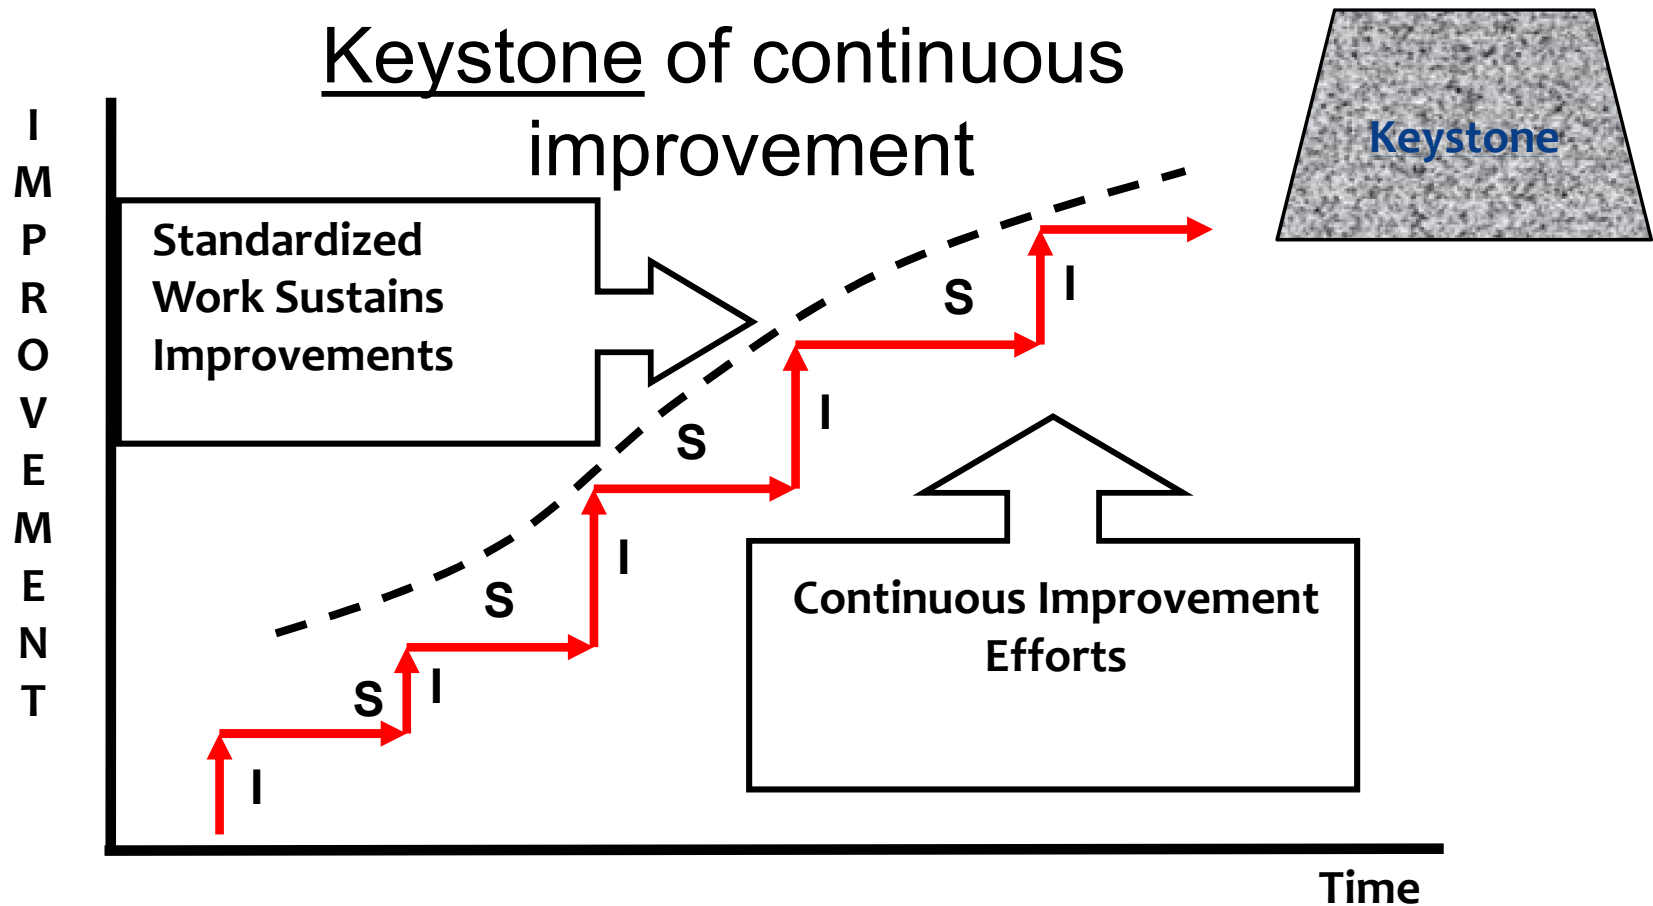 Keystone of continuous
improvement
Keystone
I
M
P
R
O
V
E
M
E
N
T
Standardized
Work Sustains
Improvements
S
I
S
I
S
I
S
I
I
Continuous Improvement
Efforts
Time